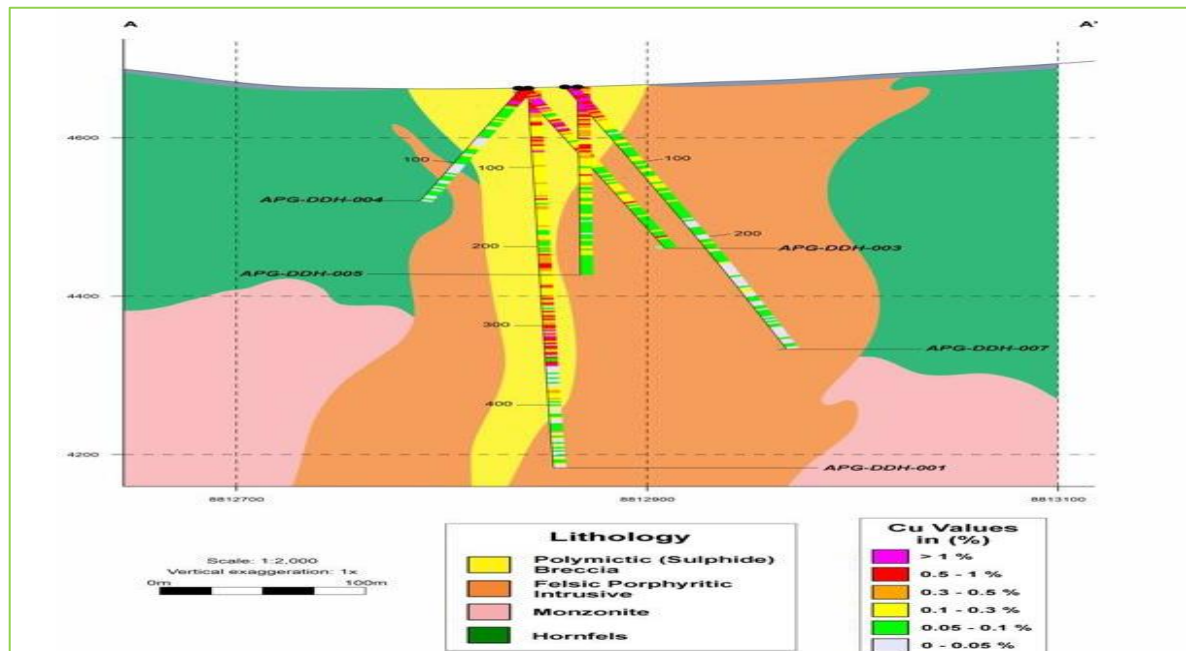 A
A'
4600
100
100
100
APG-DDH-004
200
200
APG-DDH-003
APG-DDH-005
4400
300
APG-DDH-007
400
4200
APG-DDH-001
8812700
8812900
8813100
Scale: 1:2,000
Vertical exaggeration: 1x
0m
100m
Lithology
Polymictic (Sulphide)
Breccia
Felsic Porphyritic
Intrusive
Monzonite
Hornfels
Cu Values
in (%)
> 1 %
0.5 - 1 %
0.3 - 0.5 %
0.1 - 0.3 %
0.05 - 0.1 %
0 - 0.05 %